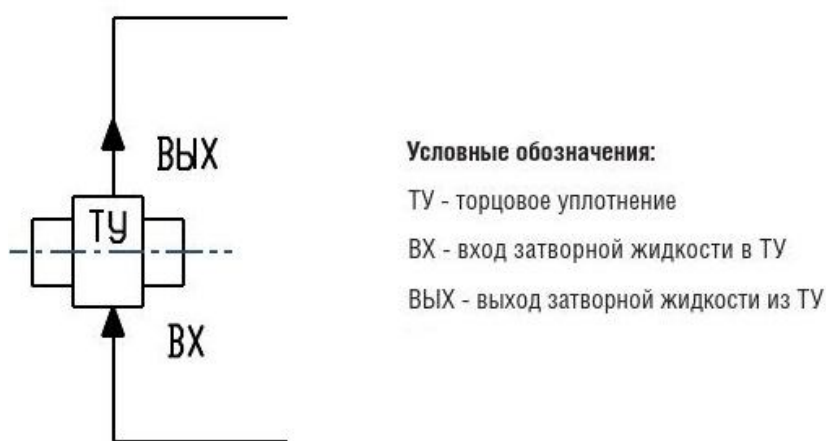 ВЫХ
ТУ
ВХ
Условные обозначения:
ТУ - торцовое уплотнение
ВХ - вход затворной жидкости в ТУ
ВЫХ - выход затворной жидкости из ТУ